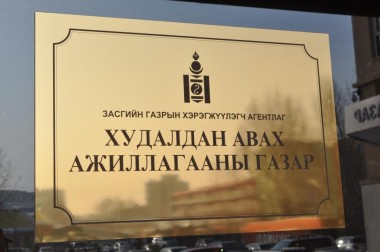 ЗАСГИЙН ГАЗРЫН ХЭРЭГЖҮҮЛЭГЧ АГЕНТЛАГ
ХУДАЛДАН АВАХ
АЖИЛЛАГААНЫ ГАЗАР